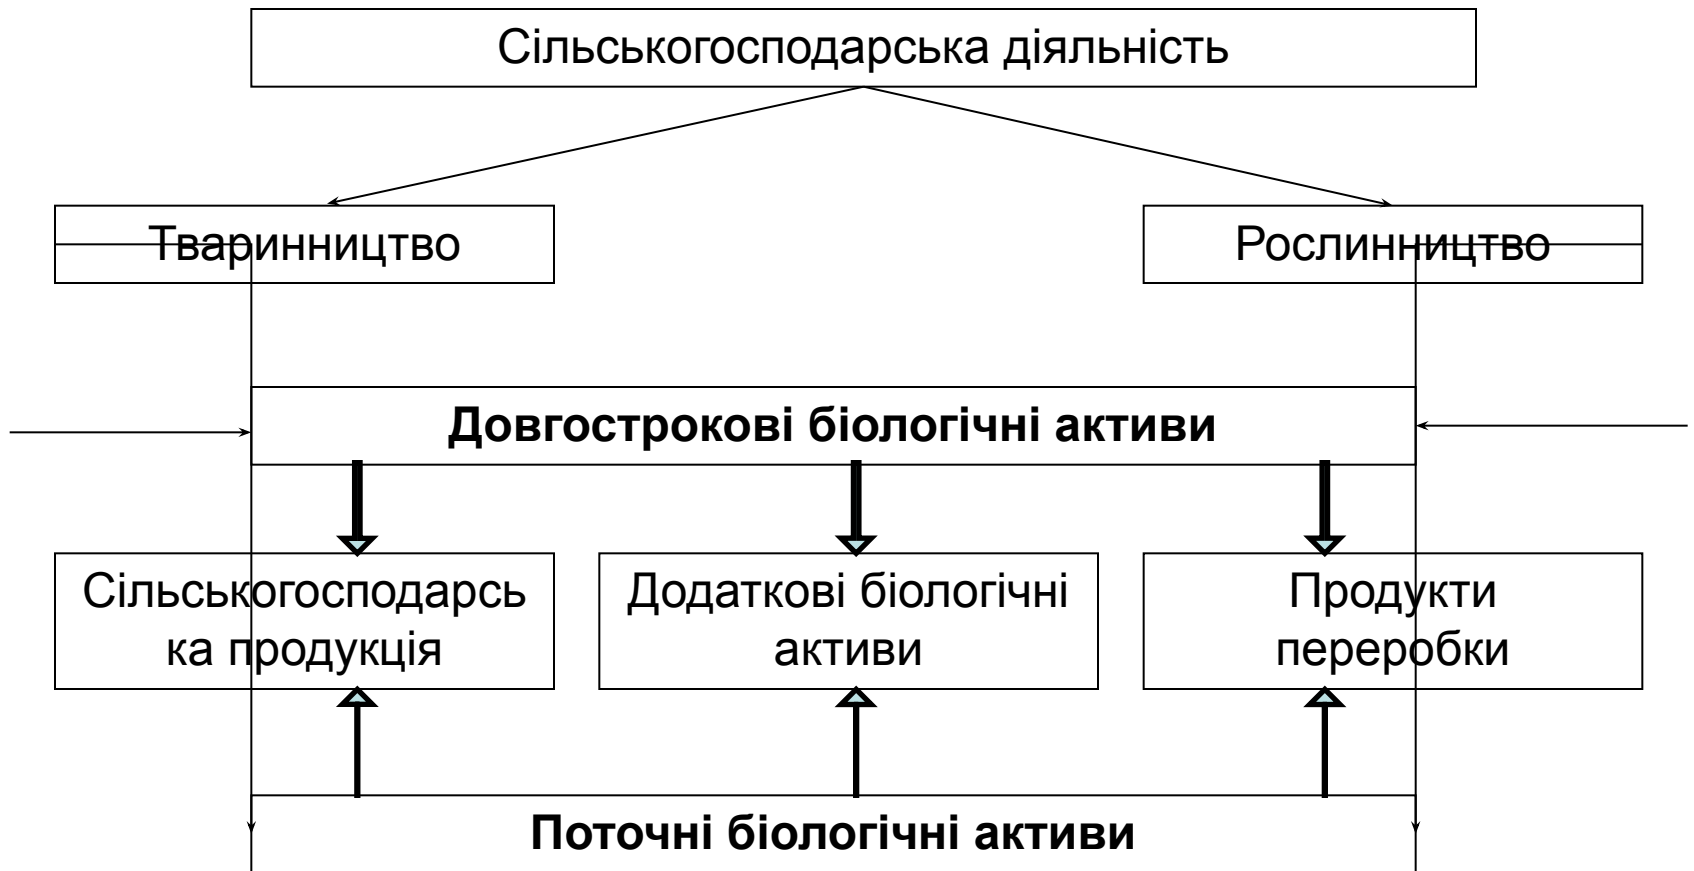 Сільськогосподарська діяльність
Тваринництво
Рослинництво
Довгострокові біологічні активи
Сільськогосподарсь
ка продукція
Додаткові біологічні
активи
Продукти
переробки
Поточні біологічні активи